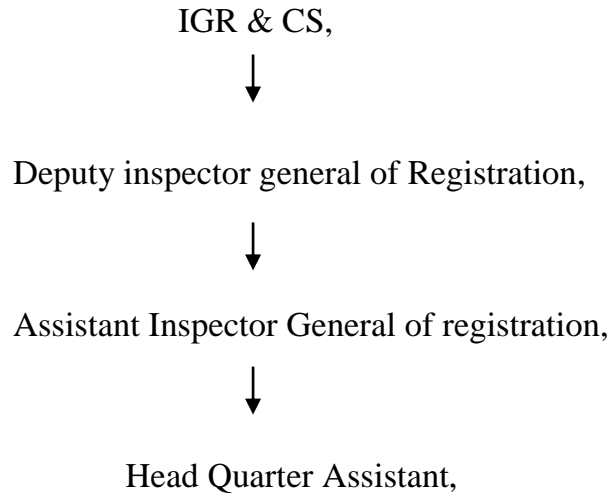 IGR & CS,
Deputy inspector general of Registration,
Assistant Inspector General of registration,
Head Quarter Assistant,